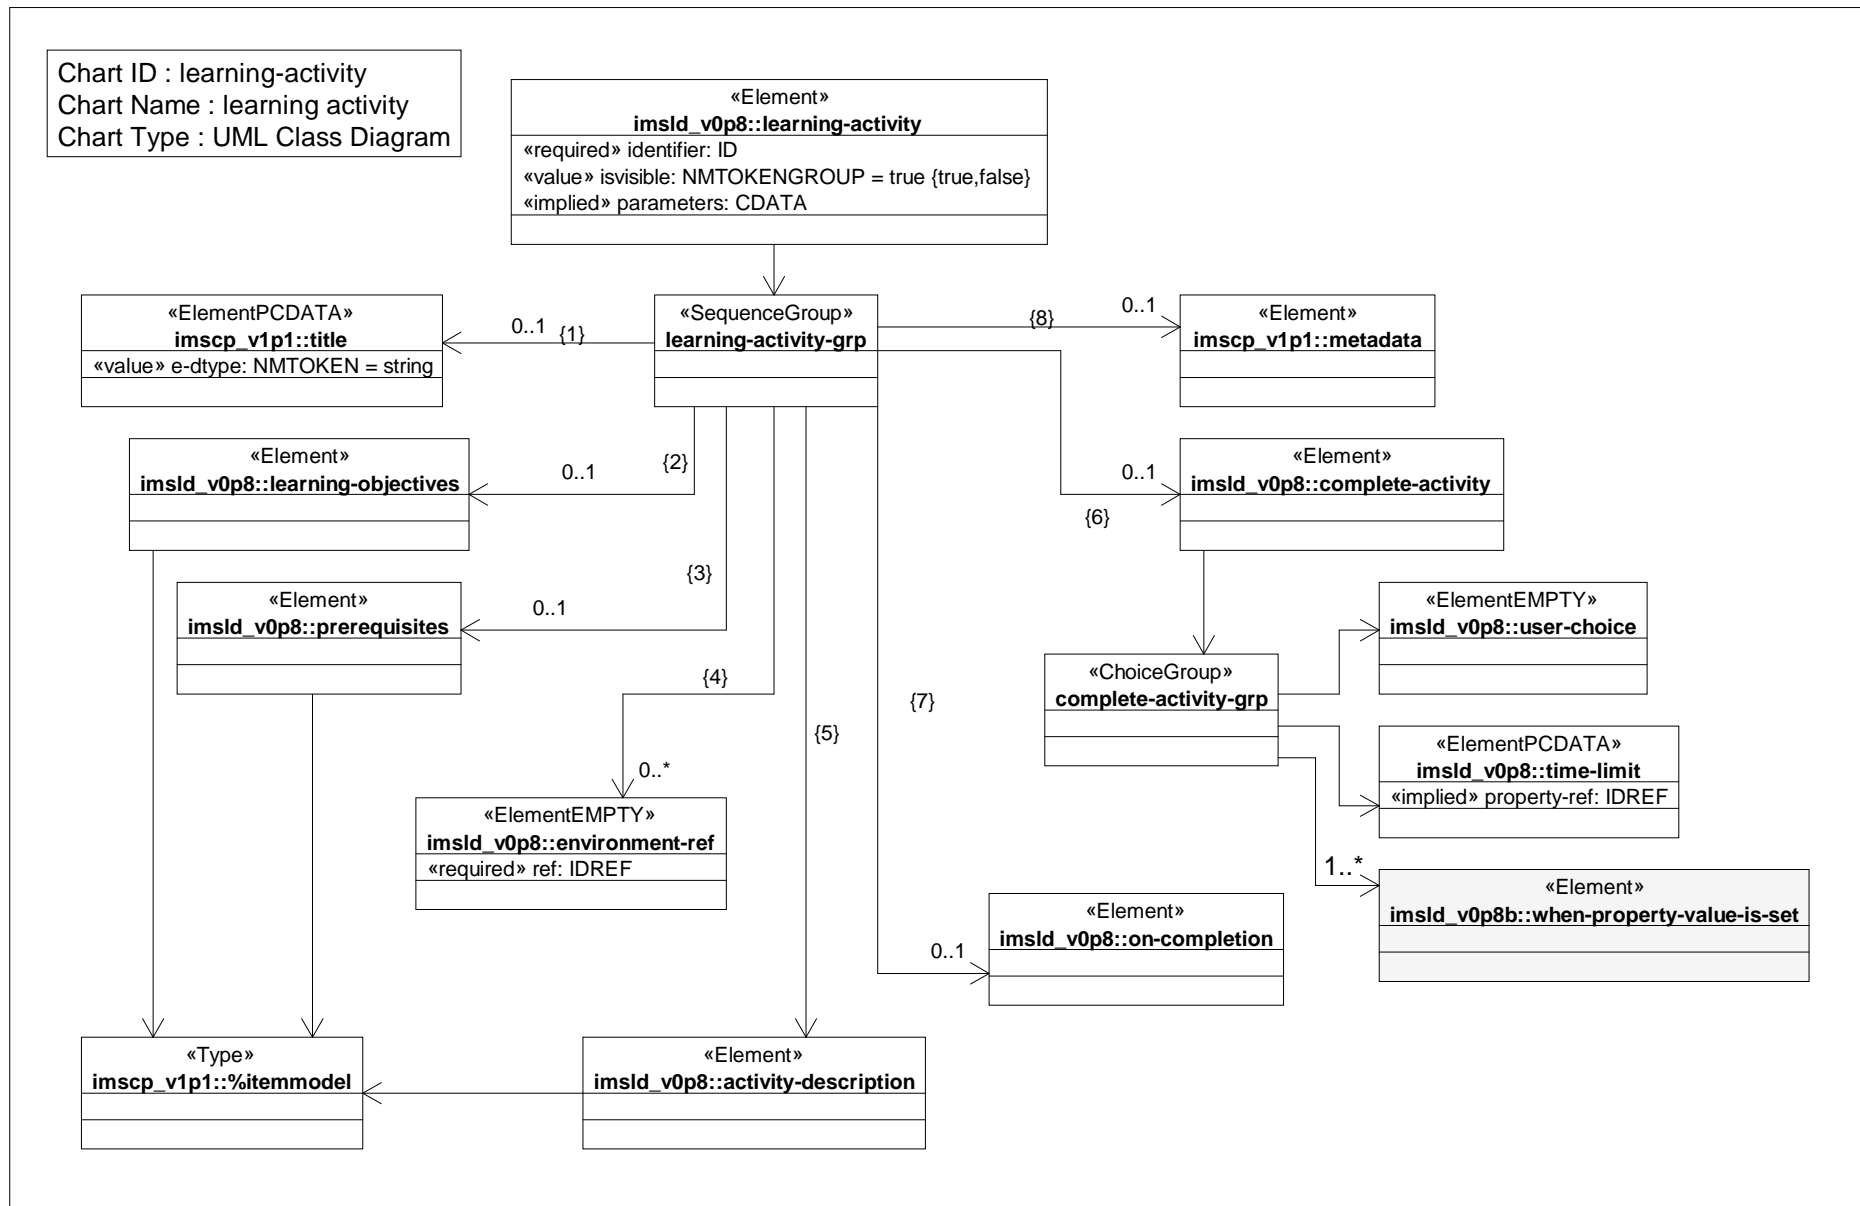 Chart ID : learning-activity
Chart Name : learning activity
Chart Type : UML Class Diagram
«Element»
imsld_v0p8::learning-activity
«required» identifier: ID
«value» isvisible: NMTOKENGROUP = true {true,false}
«implied» parameters: CDATA
«ElementPCDATA»
imscp_v1p1::title
«value» e-dtype: NMTOKEN = string
0..1
{1}
«SequenceGroup»
learning-activity-grp
{8}
0..1
«Element»
imscp_v1p1::metadata
«Element»
imsld_v0p8::learning-objectives
0..1
{2}
0..1
{6}
«Element»
imsld_v0p8::complete-activity
«Element»
imsld_v0p8::prerequisites
0..1
{3}
«ElementEMPTY»
imsld_v0p8::user-choice
«ChoiceGroup»
complete-activity-grp
{4}
{7}
{5}
0..*
«ElementPCDATA»
imsld_v0p8::time-limit
«implied» property-ref: IDREF
«ElementEMPTY»
imsld_v0p8::environment-ref
«required» ref: IDREF
1..*
«Element»
imsld_v0p8b::when-property-value-is-set
0..1
«Element»
imsld_v0p8::on-completion
«Type»
imscp_v1p1::%itemmodel
«Element»
imsld_v0p8::activity-description